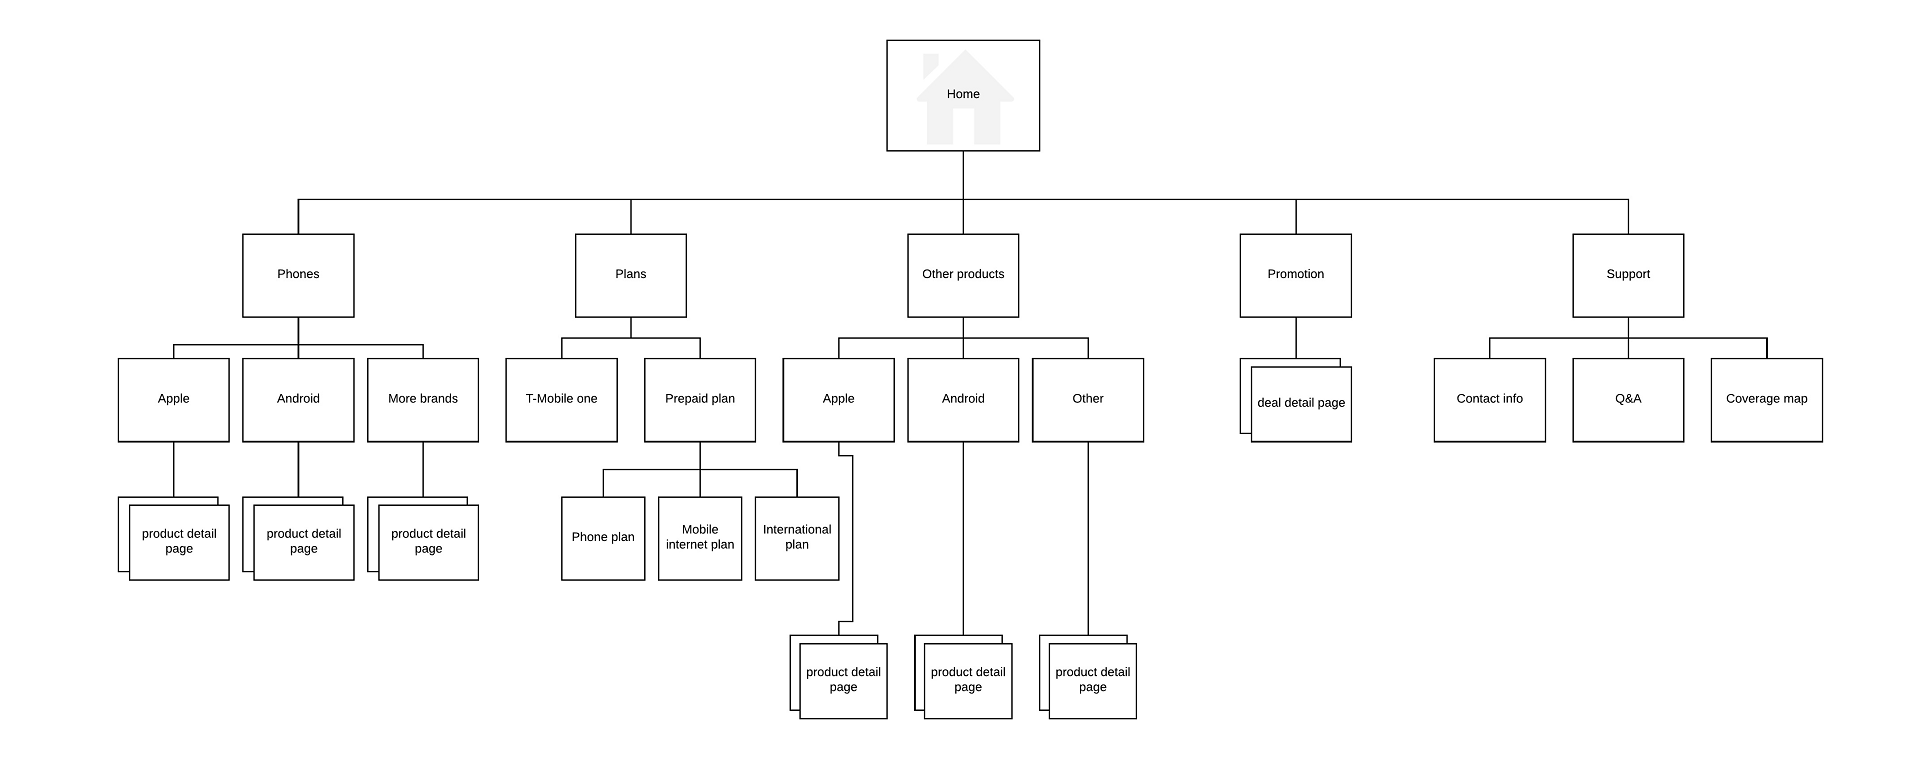 Home
Phones
Plans
Other products
Promotion
Support
Apple
Android
More brands
T-Mobile one
Prepaid plan
Apple
Android
Other
deal detail page
Contact info
Q&A
Coverage map
product detail
page
product detail
page
product detail
page
Phone plan
Mobile
internet plan
International
plan
product detail
page
product detail
page
product detail
page